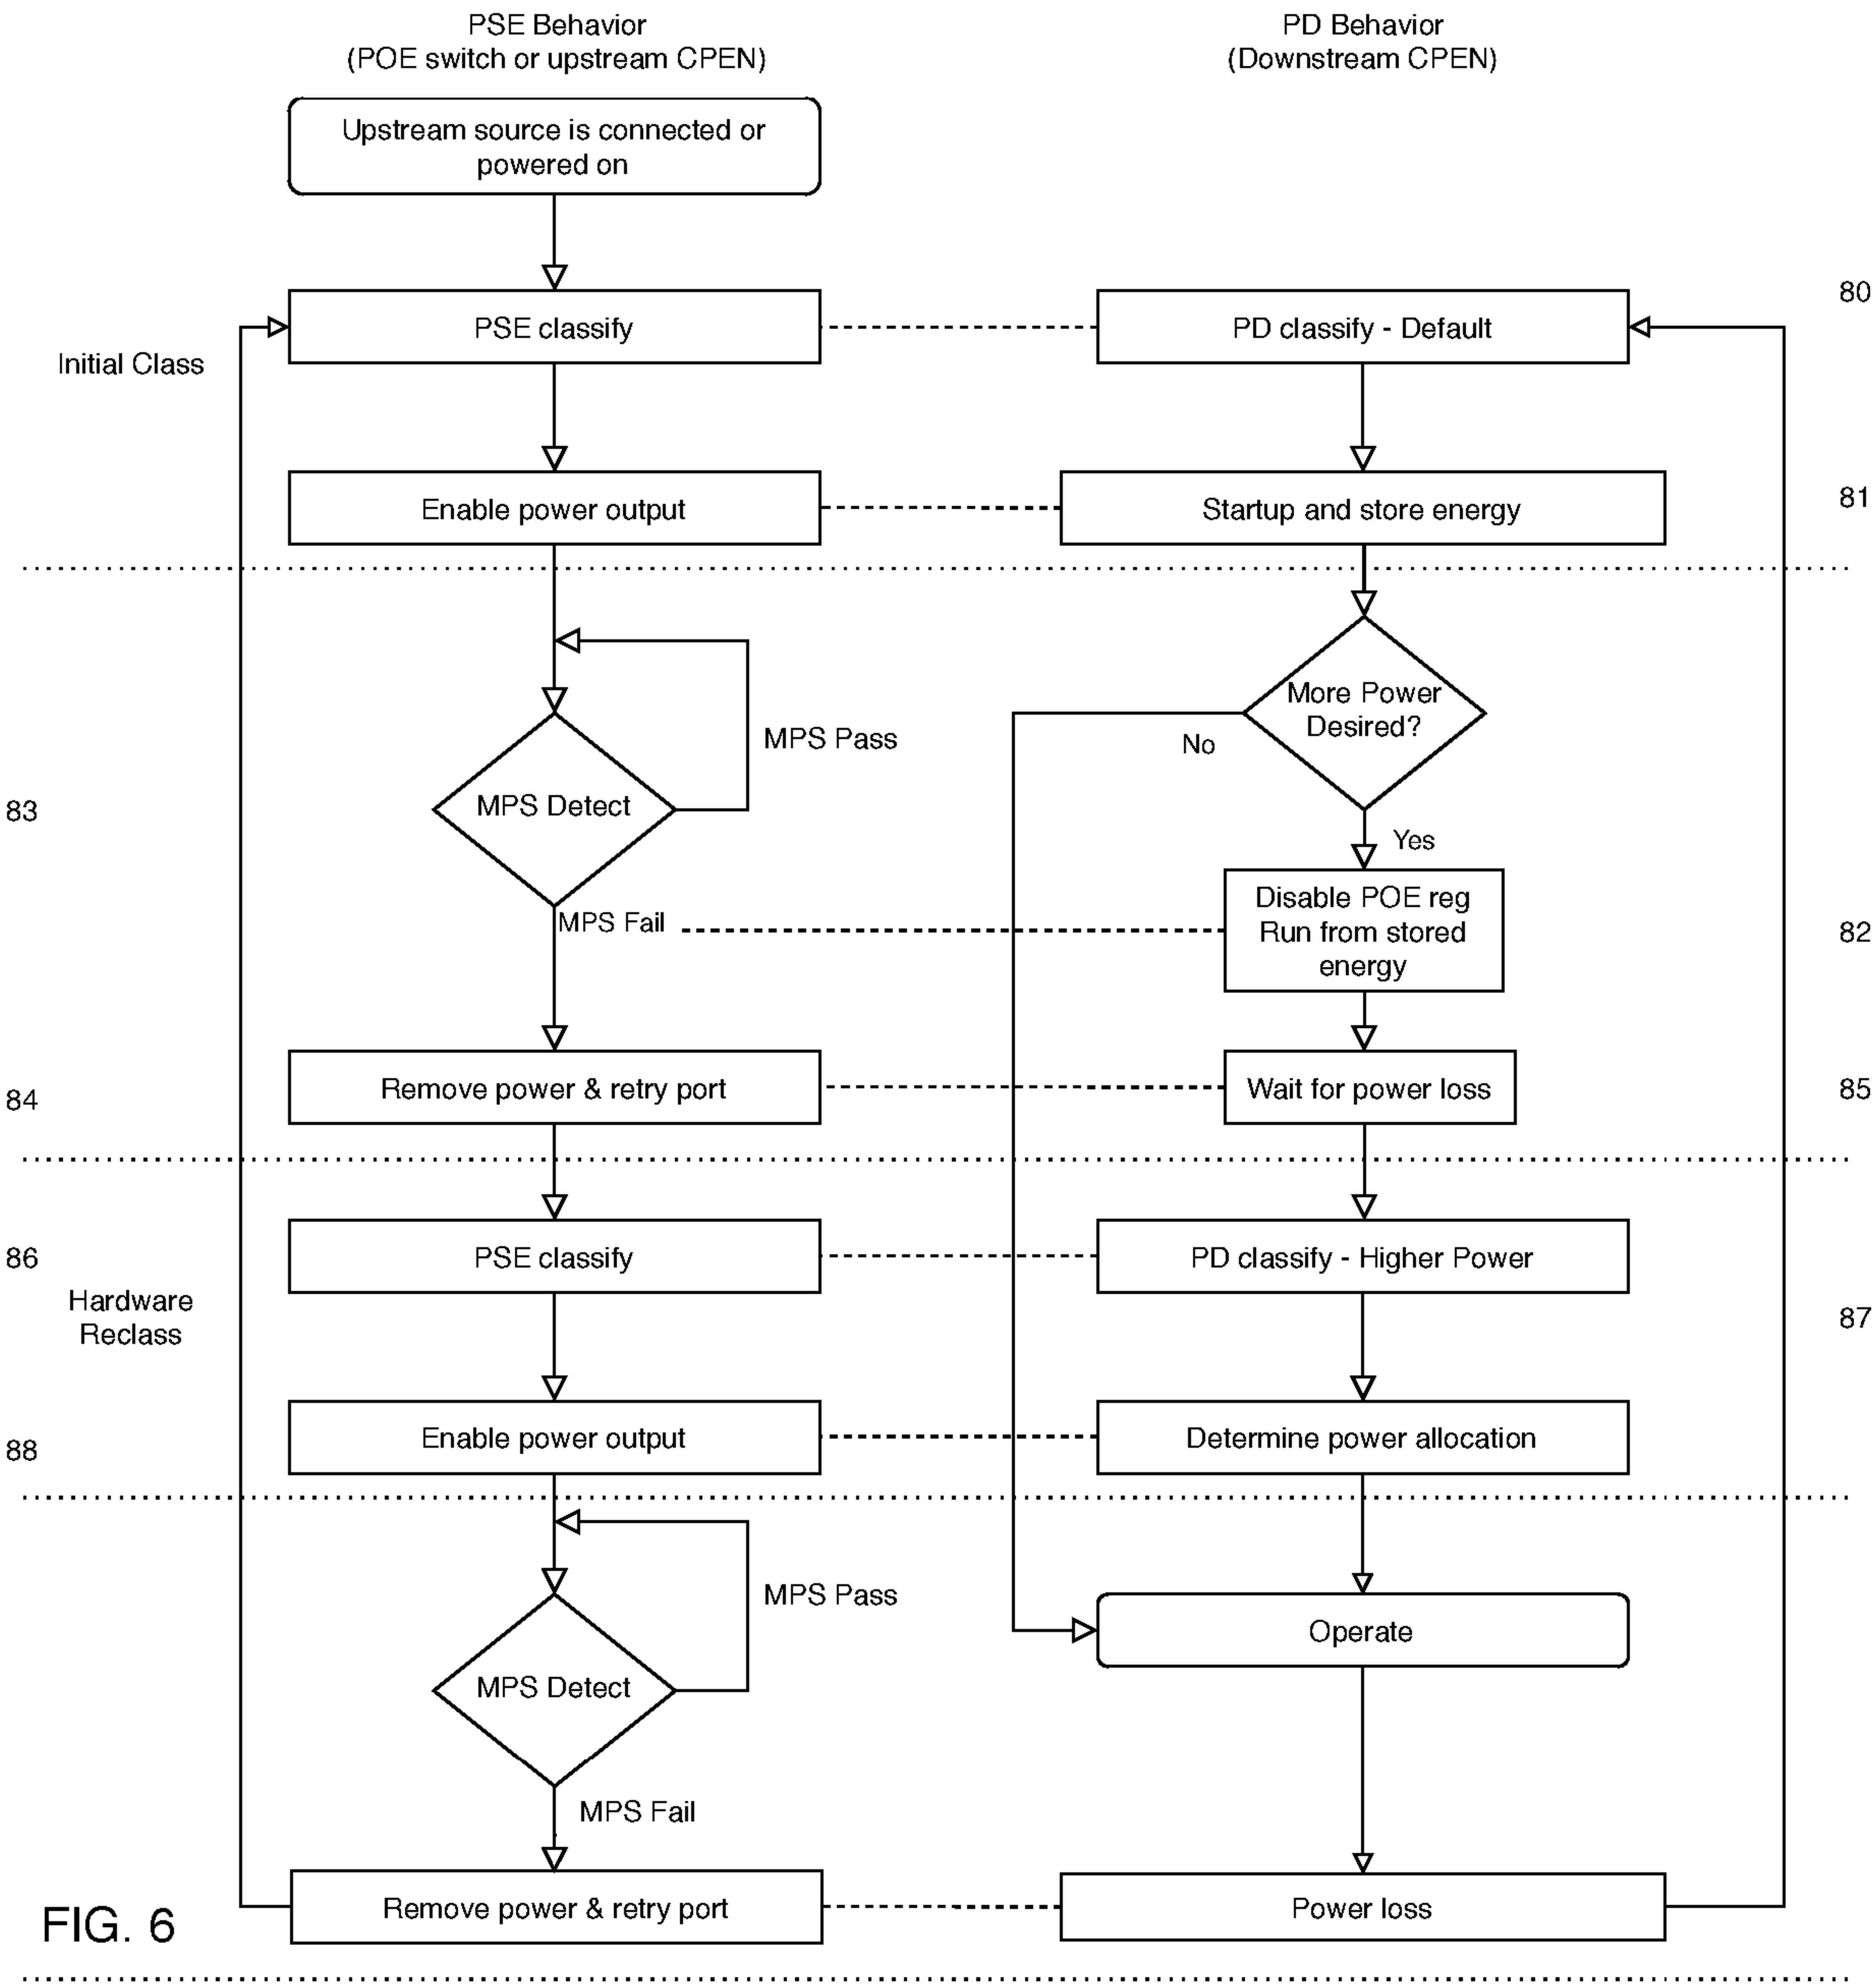 PSE Behavior
(POE switch or upstream CPEN)
PD Behavior
(Downstream CPEN)
Upstream source is connected or
powered on
80
PSE classify
PD classify - Default
Initial Class
81
Enable power output
Startup and store energy
More Power
Desired?
No
MPS Pass
83
MPS Detect
Yes
Disable POE reg
Run from stored
energy
MPS Fail
82
84
Remove power & retry port
Wait for power loss
85
86
PSE classify
PD classify - Higher Power
Hardware
Reclass
87
88
Enable power output
Determine power allocation
MPS Pass
Operate
MPS Detect
MPS Fail
FIG. 6
Remove power & retry port
Power loss